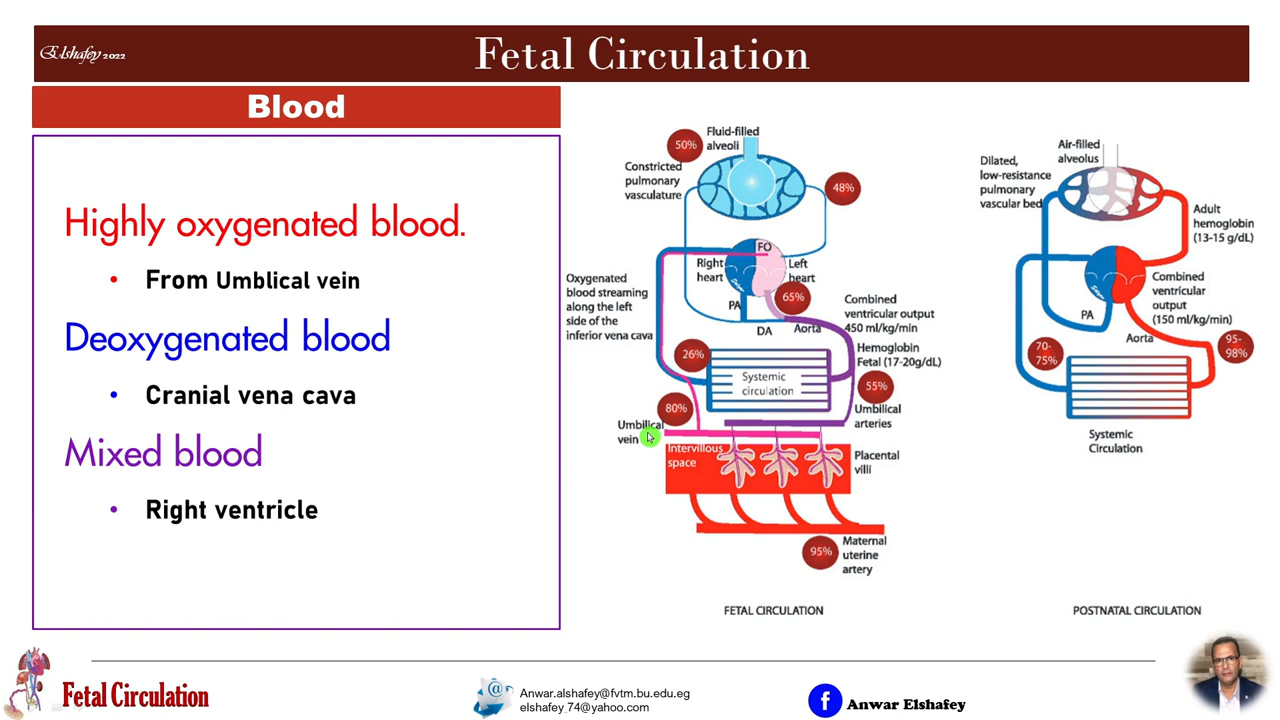 Elshafey 2022
Fetal Circulation
Blood
Highly oxygenated blood.
• From Umblical vein
Deoxygenated blood
• Cranial vena cava
Mixed blood
• Right ventricle
50%
Fluid-filled
alveoli
Constricted
pulmonary
vasculature
48%
FO
Right
heart
Left
heart
Oxygenated
blood streaming
along the left
side of the
inferior vena cava
65%
PA
DA
Aorta
Combined
ventricular output
450 ml/kg/min
Hemoglobin
Fetal (17-20g/dL)
26%
Systemic
circulation
55%
Umbilical
arteries
80%
Umbilical
vein
Intervillous
space
Placental
villi
95%
Maternal
uterine
artery
FETAL CIRCULATION
Air-filled
alveolus
Dilated,
low-resistance
pulmonary
vascular bed
Adult
hemoglobin
(13-15 g/dL)
Combined
ventricular
output
(150 ml/kg/min)
PA
Aorta
70-
75%
95-
98%
Systemic
Circulation
POSTNATAL CIRCULATION
Fetal Circulation
@
Anwar.alshafey@fvtm.bu.edu.eg
elshafey_74@yahoo.com
f
Anwar Elshafey